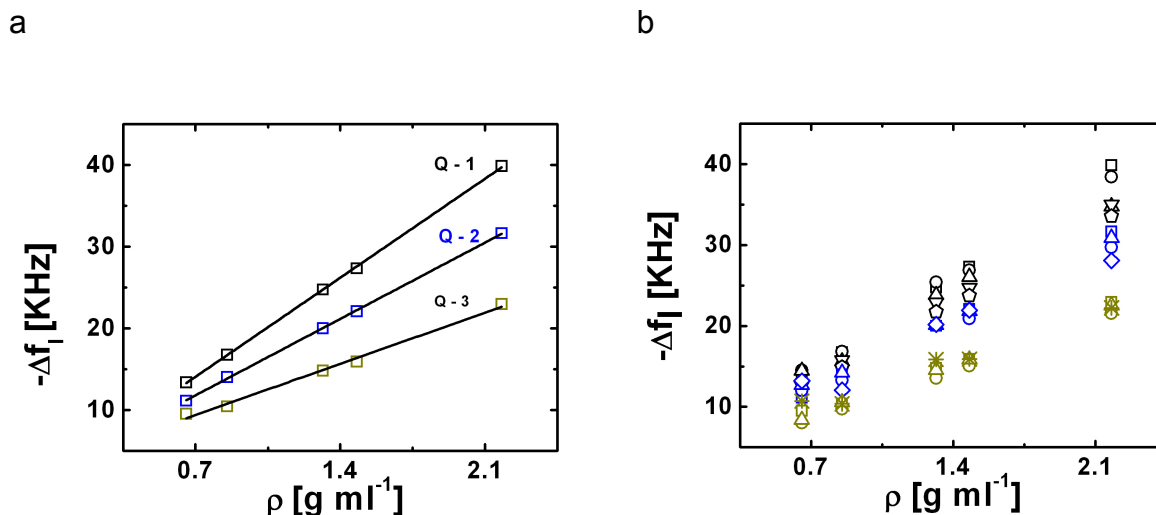 a
b
40
30
20
10
-Δf_l [KHz]
Q - 1
Q - 2
Q - 3
0.7
1.4
2.1
ρ [g ml⁻¹]
40
30
20
10
-Δf_l [KHz]
0.7
1.4
2.1
ρ [g ml⁻¹]